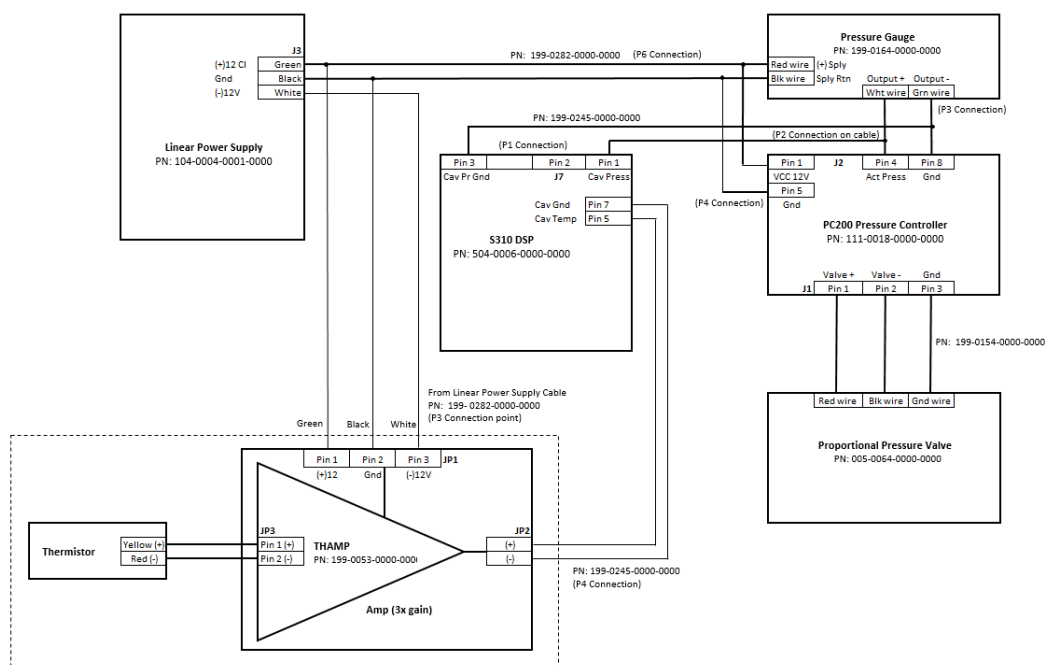 Pressure Gauge
PN: 199-0164-0000-0000
J3
PN: 199-0282-0000-0000 (P6 Connection)
(+)12 Cl Green
Gnd Black
(-)12V White
Red wire (+) Sply
Blk wire Sply Rtn
Output + Output -
Wht wire Grn wire
(P3 Connection)
PN: 199-0245-0000-0000
(P2 Connection on cable)
Linear Power Supply
PN: 104-0004-0001-0000
(P1 Connection)
Pin 3 Pin 2 Pin 1
Cav Pr Gnd J7 Cav Press
Cav Gnd Pin 7
Cav Temp Pin 5
S310 DSP
PN: 504-0006-0000-0000
Pin 1 J2 Pin 4 Pin 8
VCC 12V Act Press Gnd
Pin 5
Gnd
(P4 Connection)
PC200 Pressure Controller
PN: 111-0018-0000-0000
Valve + Valve - Gnd
J1 Pin 1 Pin 2 Pin 3
PN: 199-0154-0000-0000
Red wire Blk wire Gnd wire
Proportional Pressure Valve
PN: 005-0064-0000-0000
From Linear Power Supply Cable
PN: 199- 0282-0000-0000
(P3 Connection point)
Green Black White
Pin 1 Pin 2 Pin 3 JP1
(+)12 Gnd (-)12V
Thermistor
Yellow (+)
Red (-)
JP3
Pin 1 (+)
Pin 2 (-)
THAMP
PN: 199-0053-0000-000
Amp (3x gain)
JP2
(+)
(-)
PN: 199-0245-0000-0000
(P4 Connection)